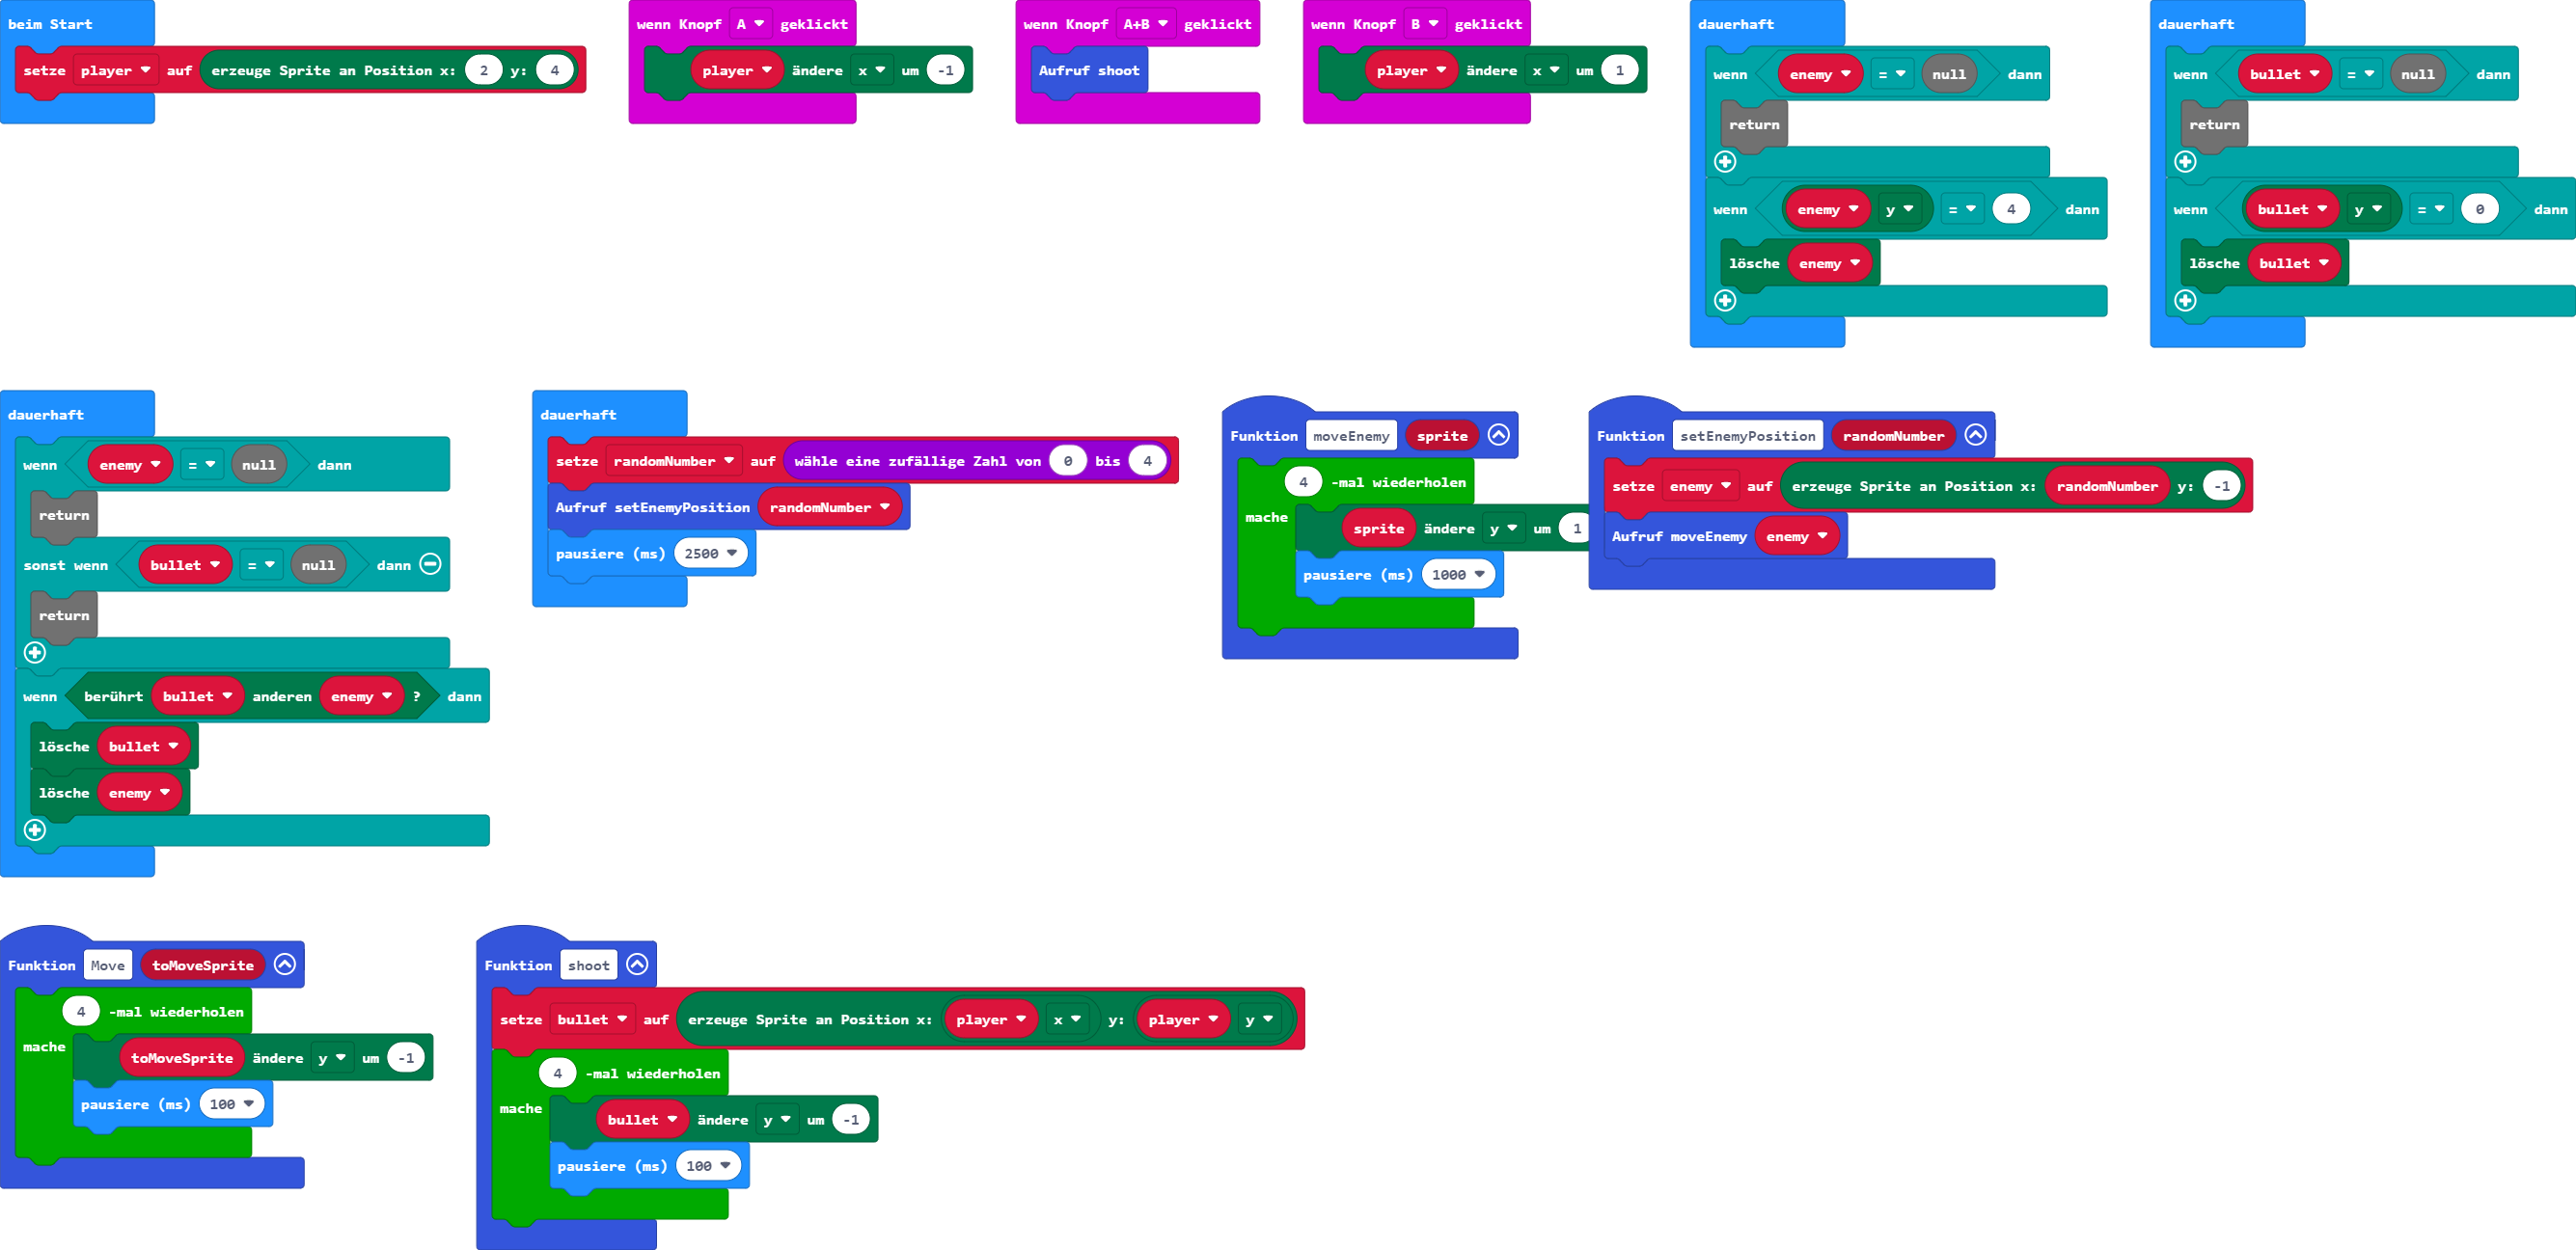 beim Start
setze player auf erzeuge Sprite an Position x: 2 y: 4
wenn Knopf A geklickt
player ändere x um -1
wenn Knopf A+B geklickt
Aufruf shoot
wenn Knopf B geklickt
player ändere x um 1
dauerhaft
wenn enemy = null dann
return
wenn enemy y = 4 dann
lösche enemy
dauerhaft
wenn bullet = null dann
return
wenn bullet y = 0 dann
lösche bullet
dauerhaft
wenn enemy = null dann
return
sonst wenn bullet = null dann
return
wenn berührt bullet anderen enemy ? dann
lösche bullet
lösche enemy
dauerhaft
setze randomNumber auf wähle eine zufällige Zahl von 0 bis 4
Aufruf setEnemyPosition randomNumber
pausiere (ms) 2500
Funktion moveEnemy sprite
4 -mal wiederholen
mache sprite ändere y um 1
pausiere (ms) 1000
Funktion setEnemyPosition randomNumber
setze enemy auf erzeuge Sprite an Position x: randomNumber y: -1
Aufruf moveEnemy enemy
Funktion Move toMoveSprite
4 -mal wiederholen
mache toMoveSprite ändere y um -1
pausiere (ms) 100
Funktion shoot
setze bullet auf erzeuge Sprite an Position x: player x y: player y
4 -mal wiederholen
mache bullet ändere y um -1
pausiere (ms) 100